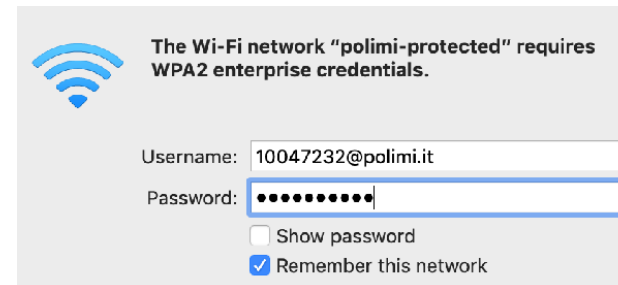 The Wi-Fi network “polimi-protected” requires
WPA2 enterprise credentials.
Username: 10047232@polimi.it
Password: ••••••••••
Show password
Remember this network